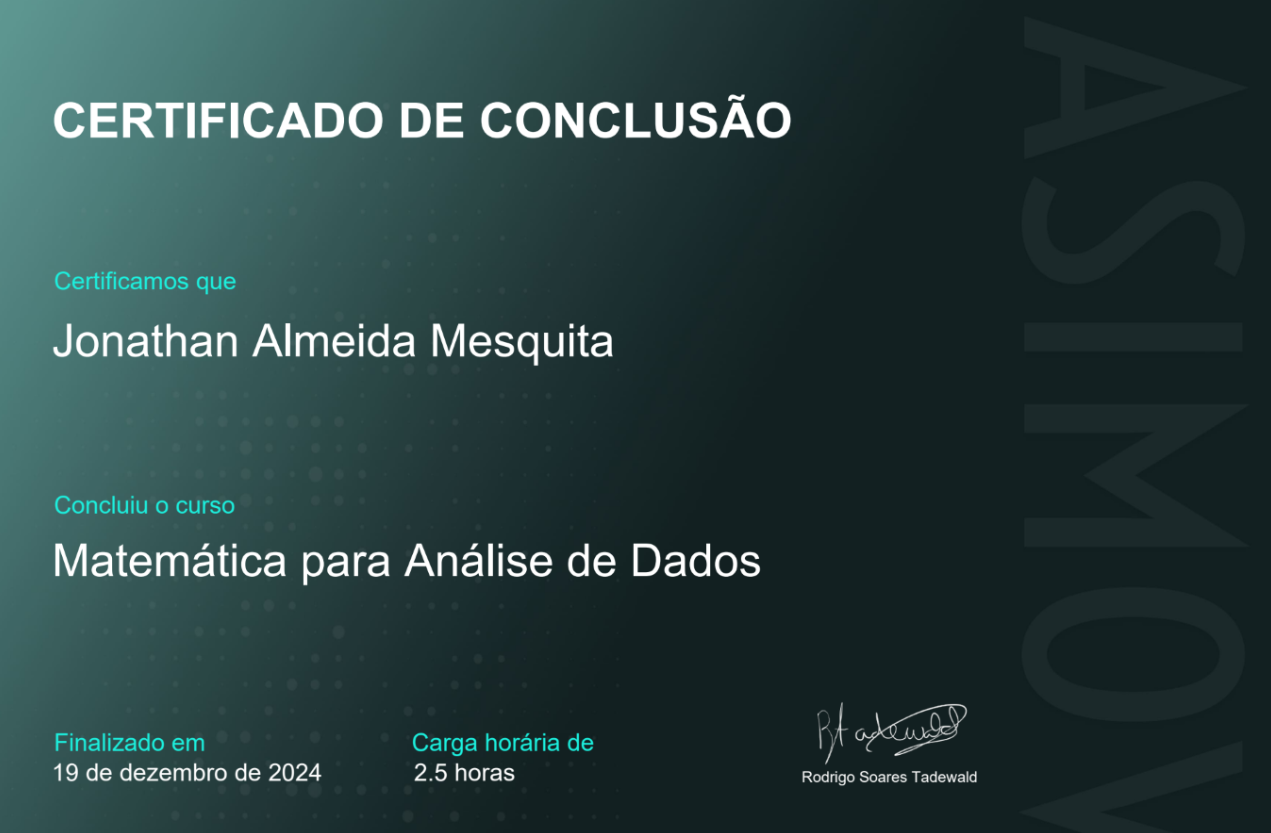 CERTIFICADO DE CONCLUSÃO
Certificamos que
Jonathan Almeida Mesquita
Concluiu o curso
Matemática para Análise de Dados
Finalizado em
19 de dezembro de 2024
Carga horária de
2.5 horas
Rtadewald
Rodrigo Soares Tadewald
ASIMOV